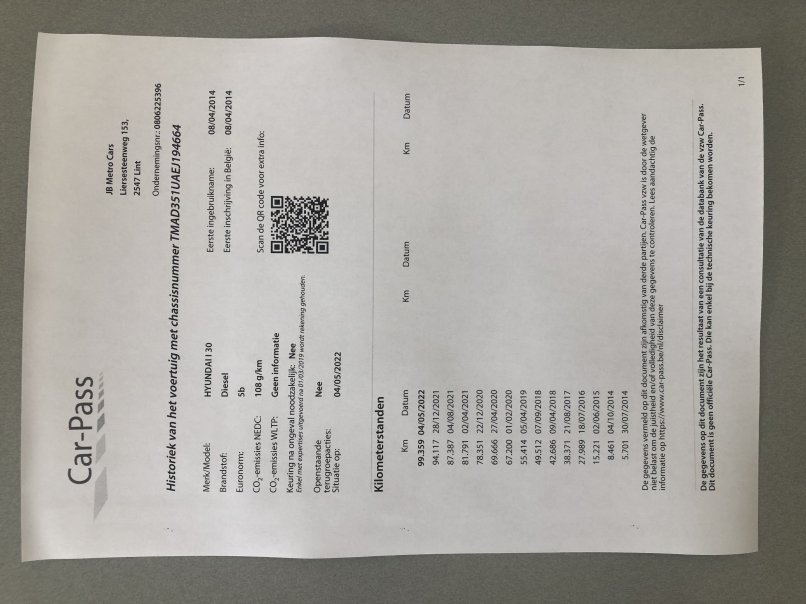 Car-Pass
JB Metro Cars
Liersesteenweg 153,
2547 Lint
Ondernemingsnr.: 0806225396
Historiek van het voertuig met chassisnummer TMAD351UAEJ194664
Merk/Model: HYUNDAI I 30
Eerste ingebruikname: 08/04/2014
Brandstof: Diesel
Eerste inschrijving in België: 08/04/2014
Euronorm: 5b
CO2-emissies NEDC: 108 g/km
Scan de QR code voor extra info:
CO2-emissies WLTP: Geen informatie
Keuring na ongeval noodzakelijk: Nee
Enkel met expertises uitgevoerd na 01/03/2019 wordt rekening gehouden.
Openstaande Nee
terugroepacties:
Situatie op: 04/05/2022
Kilometerstanden
Km Datum Km Datum Km Datum
99.359 04/05/2022
94.117 28/12/2021
87.387 04/08/2021
81.791 02/04/2021
78.351 22/12/2020
69.666 27/04/2020
67.200 01/02/2020
55.414 05/04/2019
49.512 07/09/2018
42.686 09/04/2018
38.371 21/08/2017
27.989 18/07/2016
15.221 02/06/2015
8.461 04/10/2014
5.701 30/07/2014
De gegevens vermeld op dit document zijn afkomstig van derde partijen. Car-Pass vzw is door de wetgever
niet belast om de juistheid en/of volledigheid van deze gegevens te controleren. Lees aandachtig de
informatie op https://www.car-pass.be/nl/disclaimer
De gegevens op dit document zijn het resultaat van een consultatie van de databank van de vzw Car-Pass.
Dit document is geen officiële Car-Pass. Die kan enkel bij de technische keuring bekomen worden.
1/1